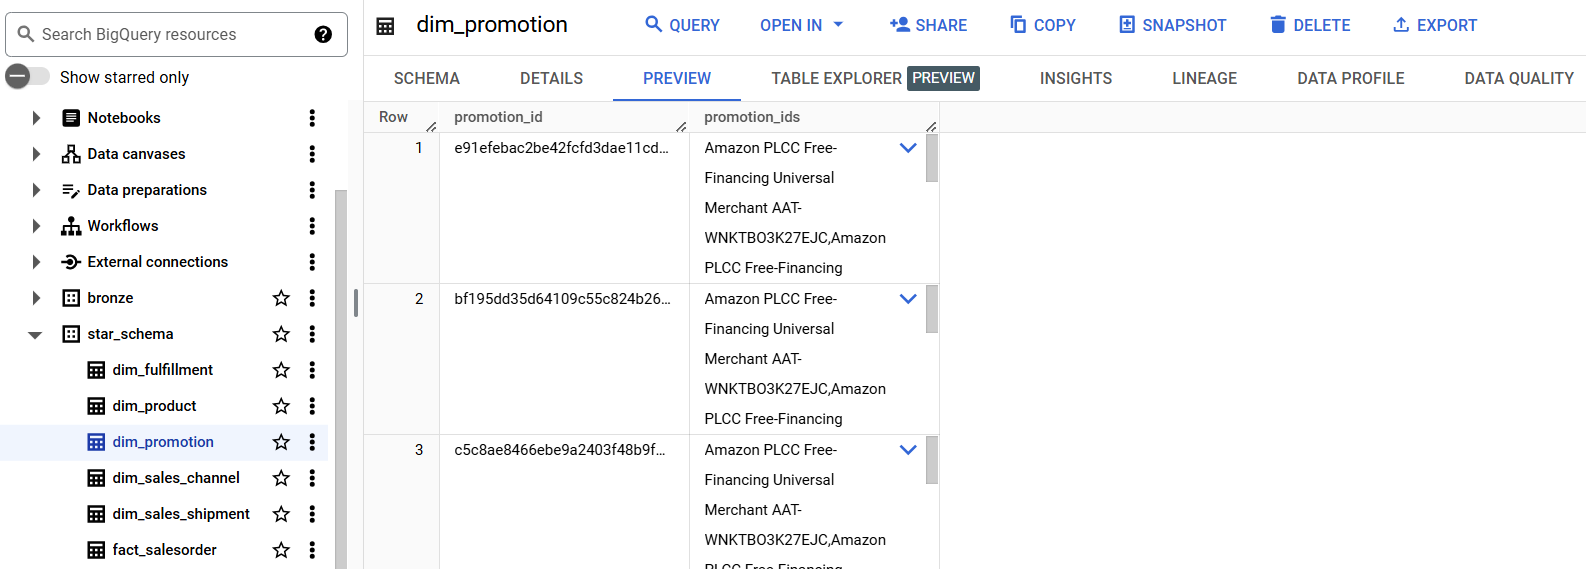 Search BigQuery resources
?
Show starred only
Notebooks
Data canvases
Data preparations
Workflows
External connections
bronze
star_schema
dim_fulfillment
dim_product
dim_promotion
dim_sales_channel
dim_sales_shipment
fact_salesorder
dim_promotion
QUERY
OPEN IN
SHARE
COPY
SNAPSHOT
DELETE
EXPORT
SCHEMA
DETAILS
PREVIEW
TABLE EXPLORER PREVIEW
INSIGHTS
LINEAGE
DATA PROFILE
DATA QUALITY
Row promotion_id promotion_ids
1 e91efebac2be42fcfd3dae11cd... Amazon PLCC Free-
Financing Universal
Merchant AAT-
WNKTBO3K27EJC,Amazon
PLCC Free-Financing
2 bf195dd35d64109c55c824b26... Amazon PLCC Free-
Financing Universal
Merchant AAT-
WNKTBO3K27EJC,Amazon
PLCC Free-Financing
3 c5c8ae8466ebe9a2403f48b9f... Amazon PLCC Free-
Financing Universal
Merchant AAT-
WNKTBO3K27EJC,Amazon
PLCC Free-Financing